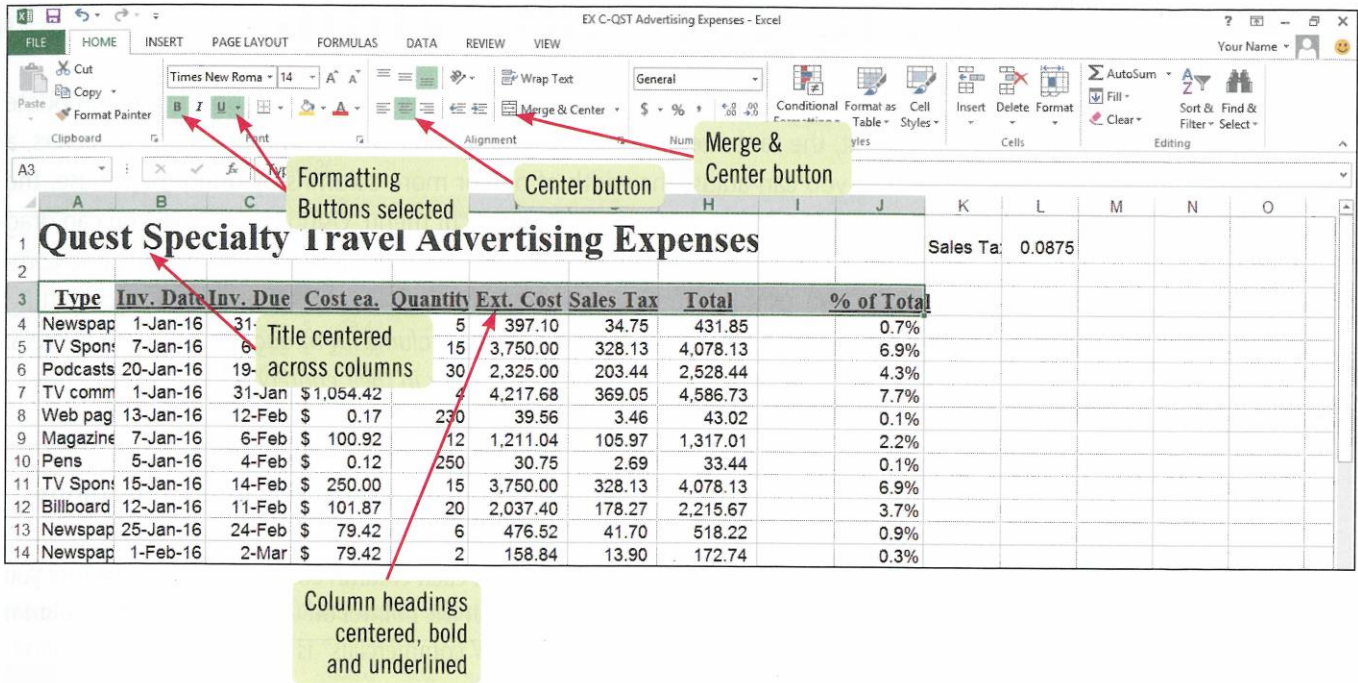 EX C-QST Advertising Expenses - Excel
FILE HOME INSERT PAGE LAYOUT FORMULAS DATA REVIEW VIEW Your Name
Cut
Copy
Format Painter
Paste
Clipboard
Times New Roma 14
B I U
Font
Wrap Text
Merge & Center
Alignment
General
$ % ,
Num
Conditional Format as Cell
Table Styles
Insert Delete Format
Cells
AutoSum
Fill
Clear
Sort & Find &
Filter Select
Editing
Formatting
Buttons selected
Center button
Merge &
Center button
A3 fx Typ
A B C H I J K L M N O
1 Quest Specialty Travel Advertising Expenses Sales Ta 0.0875
2
3 Type Inv. Date Inv. Due Cost ea. Quantity Ext. Cost Sales Tax Total % of Total
4 Newspap 1-Jan-16 31- 5 397.10 34.75 431.85 0.7%
5 TV Spons 7-Jan-16 6 15 3,750.00 328.13 4,078.13 6.9%
6 Podcasts 20-Jan-16 19- 30 2,325.00 203.44 2,528.44 4.3%
7 TV comm 1-Jan-16 31-Jan $1,054.42 4 4,217.68 369.05 4,586.73 7.7%
8 Web pag 13-Jan-16 12-Feb $ 0.17 230 39.56 3.46 43.02 0.1%
9 Magazine 7-Jan-16 6-Feb $ 100.92 12 1,211.04 105.97 1,317.01 2.2%
10 Pens 5-Jan-16 4-Feb $ 0.12 250 30.75 2.69 33.44 0.1%
11 TV Spons 15-Jan-16 14-Feb $ 250.00 15 3,750.00 328.13 4,078.13 6.9%
12 Billboard 12-Jan-16 11-Feb $ 101.87 20 2,037.40 178.27 2,215.67 3.7%
13 Newspap 25-Jan-16 24-Feb $ 79.42 6 476.52 41.70 518.22 0.9%
14 Newspap 1-Feb-16 2-Mar $ 79.42 2 158.84 13.90 172.74 0.3%
Title centered
across columns
Column headings
centered, bold
and underlined